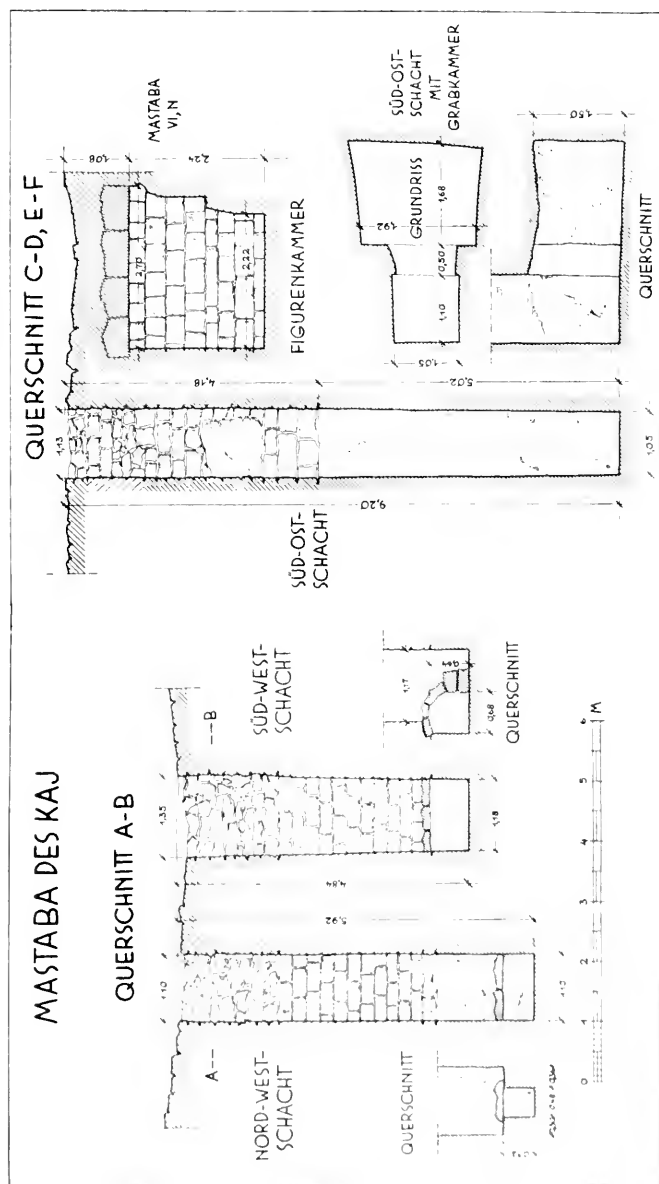 MASTABA DES KAJ
QUERSCHNITT A-B
A--
--B
NORD-WEST-
SCHACHT
SÜD-WEST-
SCHACHT
1,10
1,35
5,92
4,84
1,10
1,18
QUERSCHNITT
QUERSCHNITT
1,17
0,68
0 1 2 3 4 5 6 M
QUERSCHNITT C-D, E-F
SÜD-OST-
SCHACHT
1,13
9,20
4,18
5,02
1,05
MASTABA
VI, N
1,08
2,24
2,70
2,22
FIGURENKAMMER
SÜD-OST-
SCHACHT
MIT
GRABKAMMER
GRUNDRISS
1,92
1,68
0,50
1,10
1,05
1,50
QUERSCHNITT